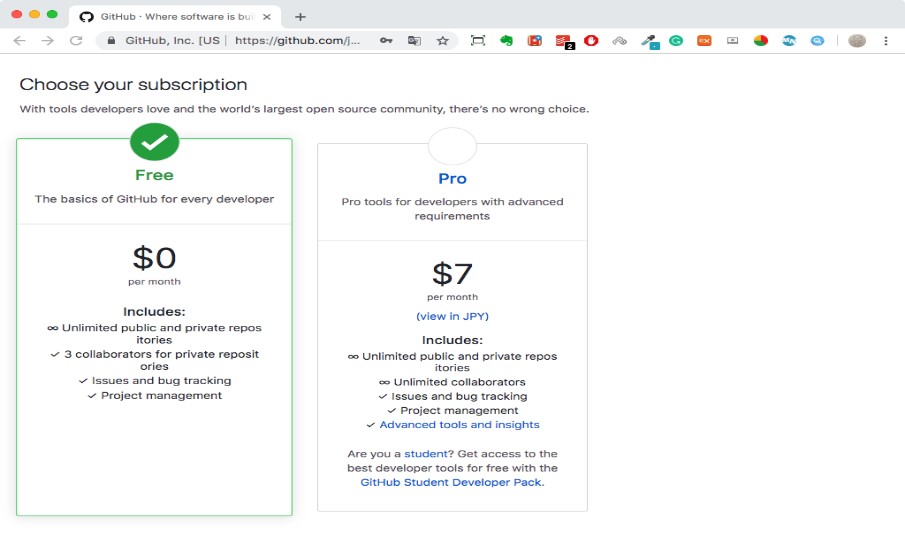 GitHub · Where software is bui
GitHub, Inc. [US
https://github.com/j...
2
Choose your subscription
With tools developers love and the world's largest open source community, there's no wrong choice.
Free
The basics of GitHub for every developer
$0
per month
Includes:
∞ Unlimited public and private repos
itories
✓ 3 collaborators for private reposit
ories
✓ Issues and bug tracking
✓ Project management
Pro
Pro tools for developers with advanced
requirements
$7
per month
(view in JPY)
Includes:
∞ Unlimited public and private repos
itories
∞ Unlimited collaborators
✓ Issues and bug tracking
✓ Project management
✓ Advanced tools and insights
Are you a student? Get access to the
best developer tools for free with the
GitHub Student Developer Pack.